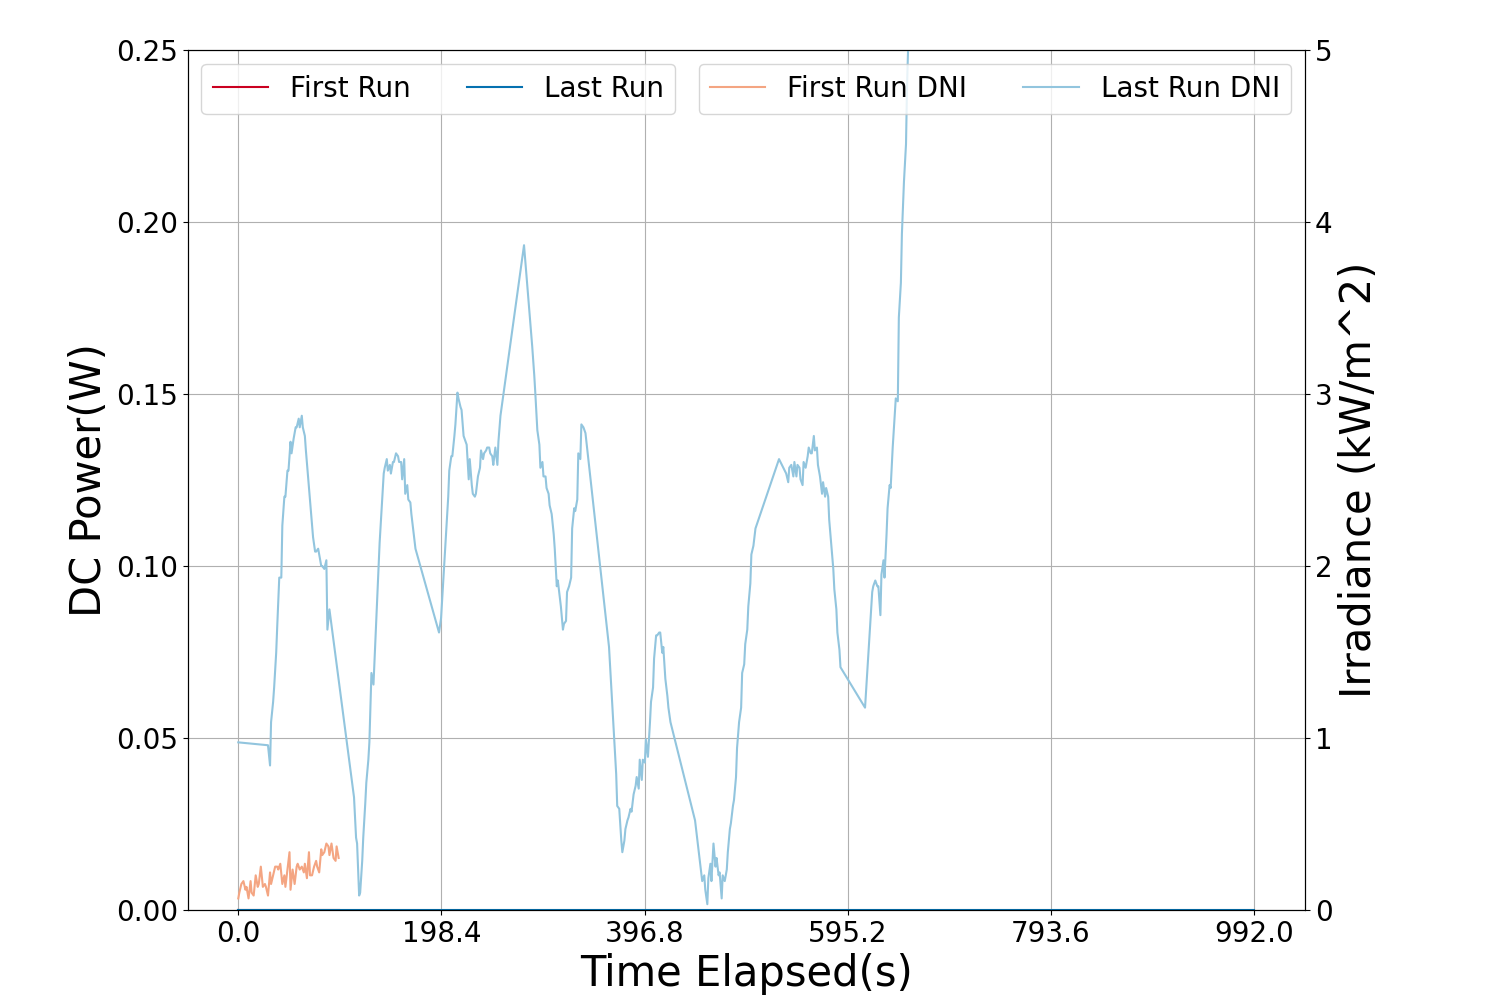 First Run
Last Run
First Run DNI
Last Run DNI
0.25
0.20
0.15
0.10
0.05
0.00
DC Power(W)
5
4
3
2
1
0
Irradiance (kW/m^2)
0.0
198.4
396.8
595.2
793.6
992.0
Time Elapsed(s)